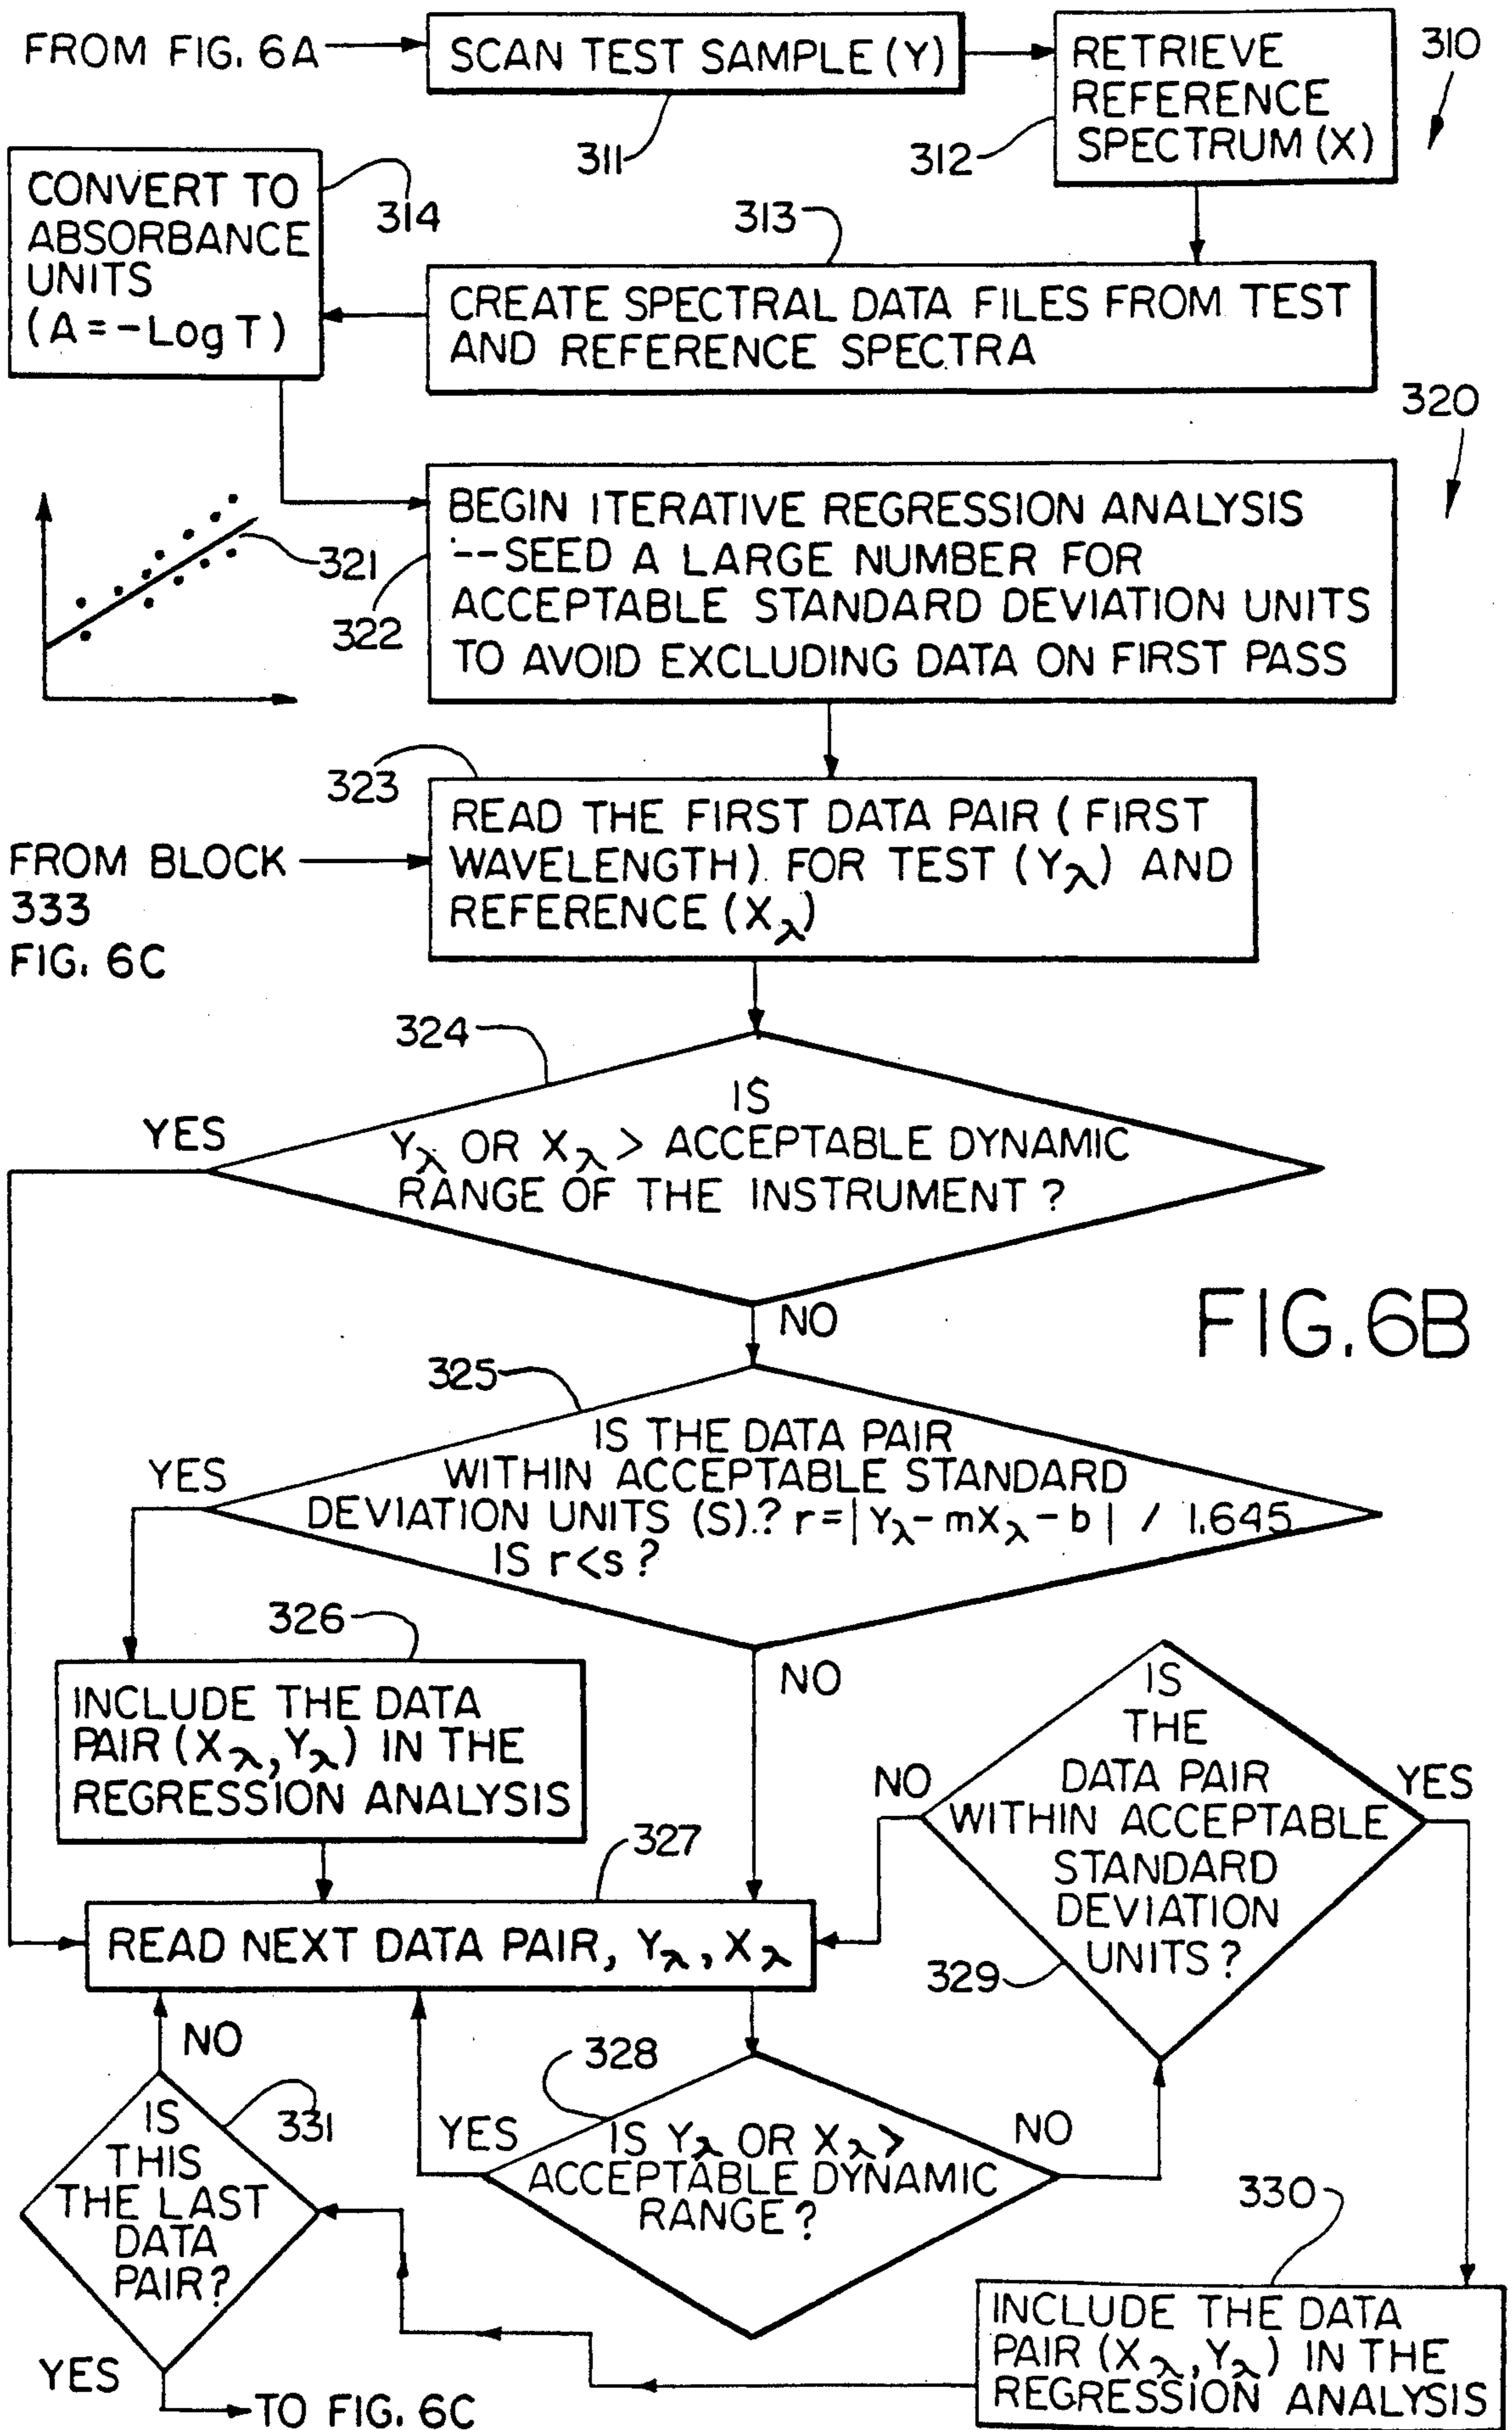 FROM FIG. 6A
SCAN TEST SAMPLE (Y)
RETRIEVE
REFERENCE
SPECTRUM (X)
310
311
312
CONVERT TO
ABSORBANCE
UNITS
(A = -Log T)
314
313
CREATE SPECTRAL DATA FILES FROM TEST
AND REFERENCE SPECTRA
320
BEGIN ITERATIVE REGRESSION ANALYSIS
--SEED A LARGE NUMBER FOR
ACCEPTABLE STANDARD DEVIATION UNITS
TO AVOID EXCLUDING DATA ON FIRST PASS
321
322
323
READ THE FIRST DATA PAIR (FIRST
WAVELENGTH) FOR TEST (Yλ) AND
REFERENCE (Xλ)
FROM BLOCK
333
FIG. 6C
324
IS
Yλ OR Xλ > ACCEPTABLE DYNAMIC
RANGE OF THE INSTRUMENT ?
YES
NO
FIG.6B
325
IS THE DATA PAIR
WITHIN ACCEPTABLE STANDARD
DEVIATION UNITS (S).? r=| Yλ - mXλ - b | / 1.645
IS r<s ?
YES
NO
326
INCLUDE THE DATA
PAIR (Xλ,Yλ) IN THE
REGRESSION ANALYSIS
327
READ NEXT DATA PAIR, Yλ, Xλ
IS
THE
DATA PAIR
WITHIN ACCEPTABLE
STANDARD
DEVIATION
UNITS ?
NO
YES
329
328
IS Yλ OR Xλ >
ACCEPTABLE DYNAMIC
RANGE?
YES
NO
NO
331
IS
THIS
THE LAST
DATA
PAIR?
YES
TO FIG. 6C
330
INCLUDE THE DATA
PAIR (Xλ,Yλ) IN THE
REGRESSION ANALYSIS